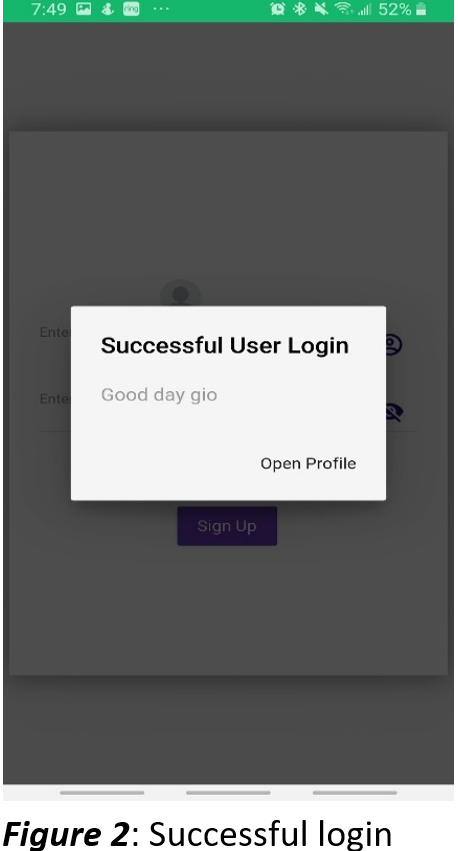 7:49 ring ... 52%
Ente
Successful User Login
Good day gio
Ente
Open Profile
Sign Up
Figure 2: Successful login